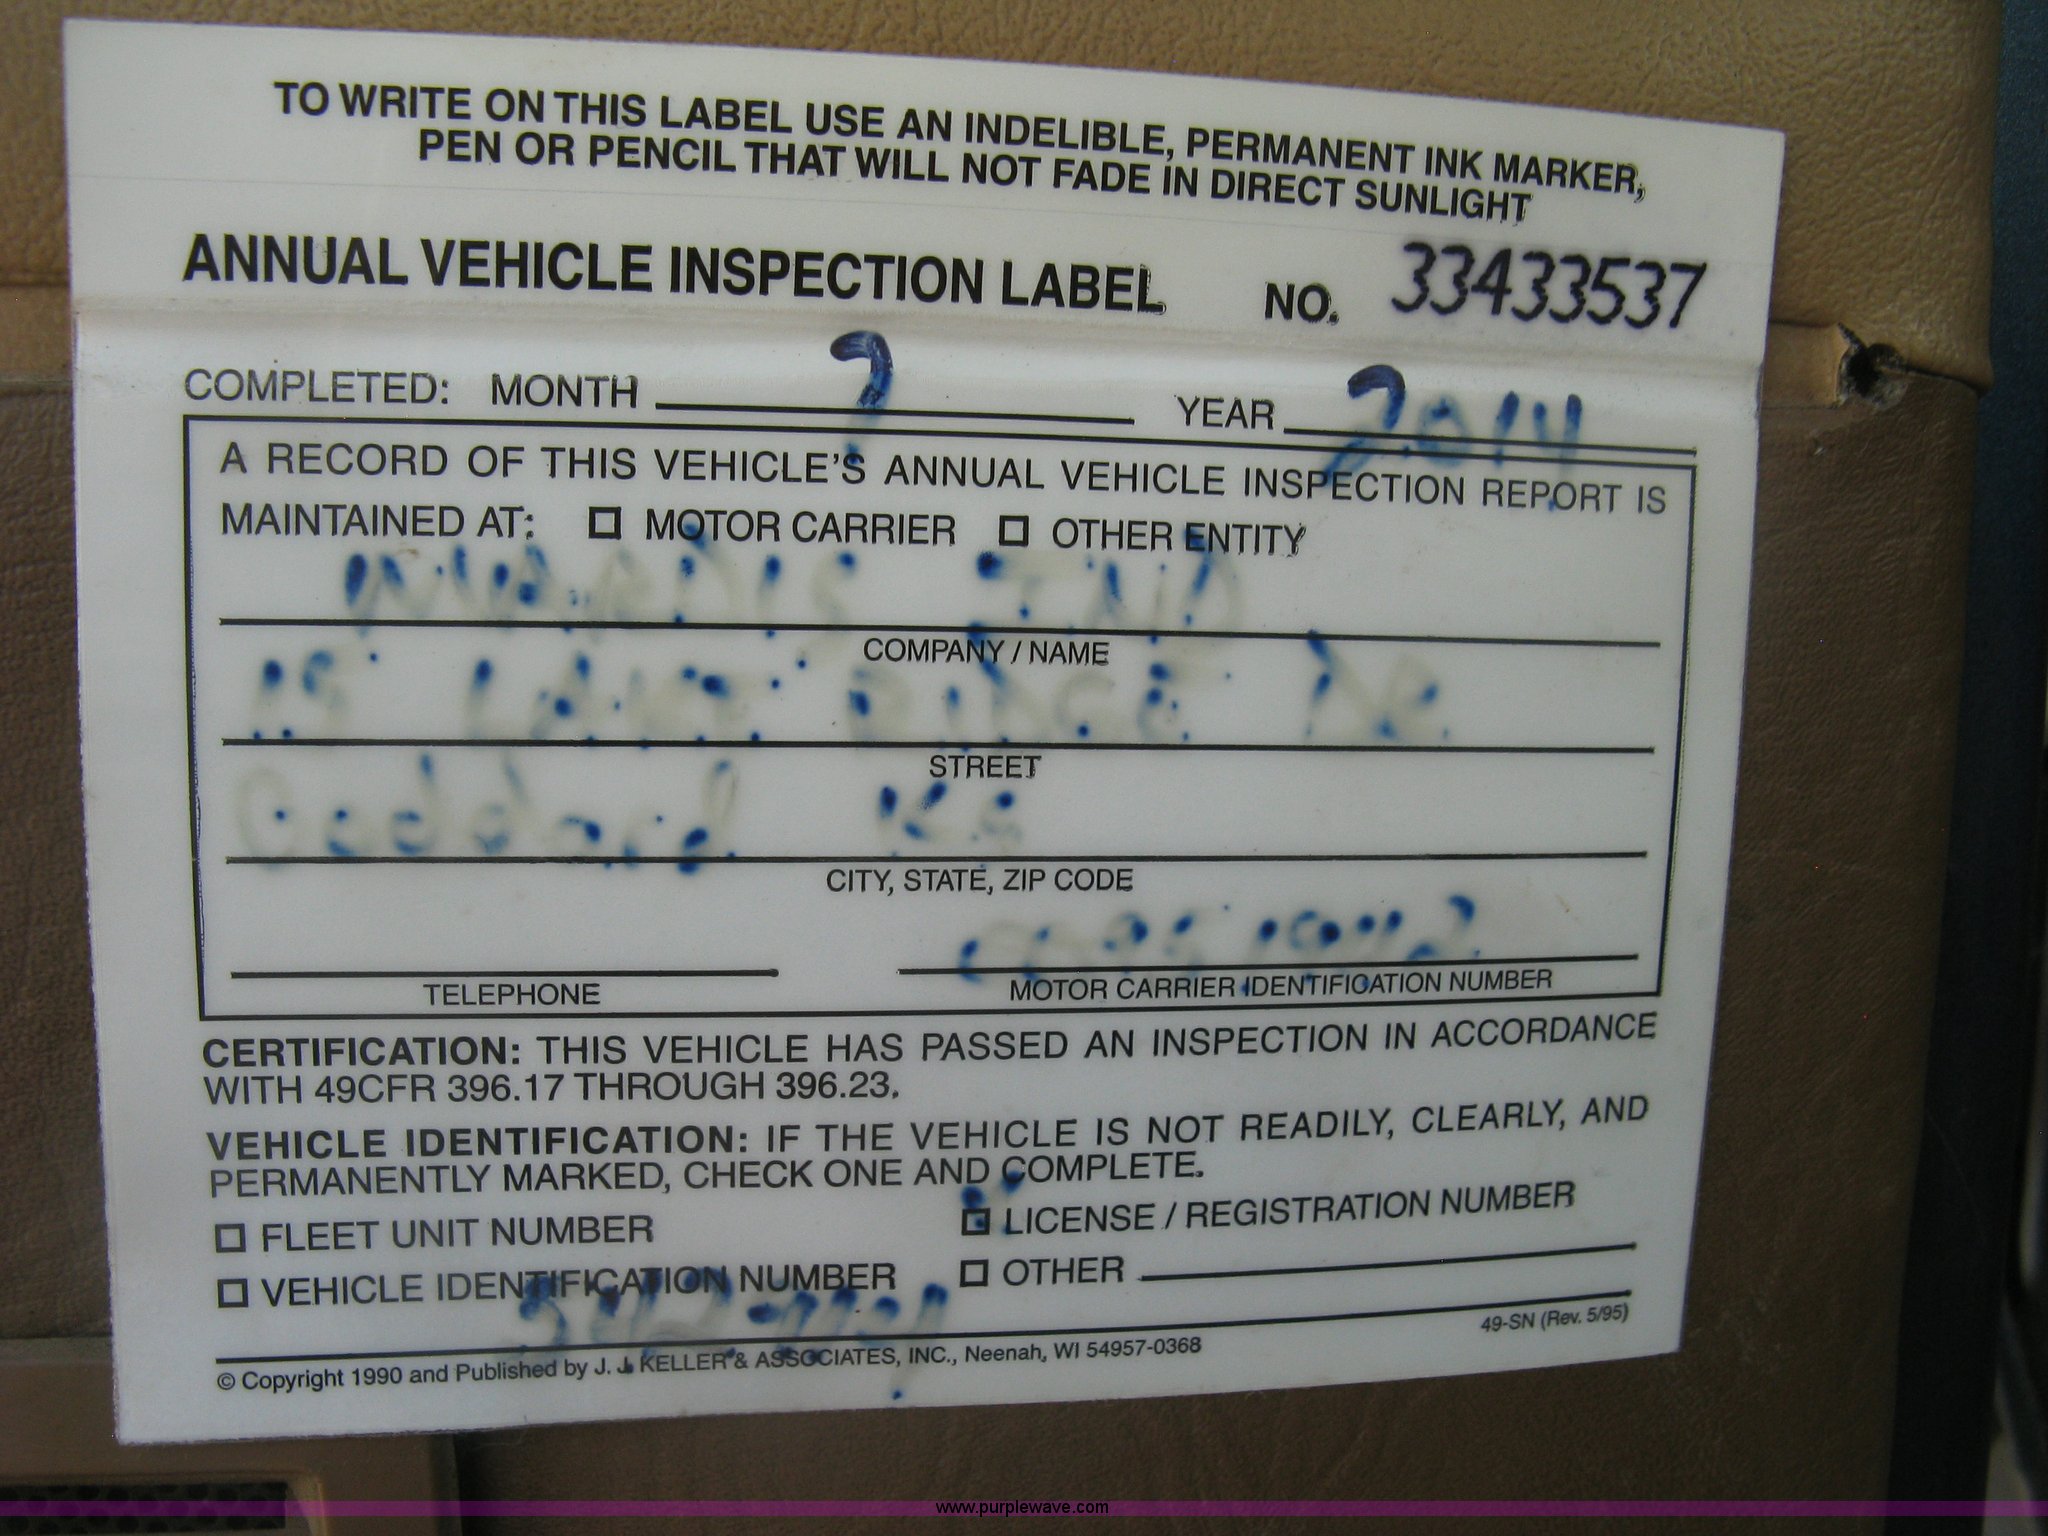 TO WRITE ON THIS LABEL USE AN INDELIBLE, PERMANENT INK MARKER,
PEN OR PENCIL THAT WILL NOT FADE IN DIRECT SUNLIGHT
ANNUAL VEHICLE INSPECTION LABEL NO. 33433537
COMPLETED: MONTH 7 YEAR 2014
A RECORD OF THIS VEHICLE'S ANNUAL VEHICLE INSPECTION REPORT IS
MAINTAINED AT: MOTOR CARRIER OTHER ENTITY
COMPANY / NAME
DR
STREET
Goddard KS
CITY, STATE, ZIP CODE
TELEPHONE MOTOR CARRIER IDENTIFICATION NUMBER
CERTIFICATION: THIS VEHICLE HAS PASSED AN INSPECTION IN ACCORDANCE
WITH 49CFR 396.17 THROUGH 396.23.
VEHICLE IDENTIFICATION: IF THE VEHICLE IS NOT READILY, CLEARLY, AND
PERMANENTLY MARKED, CHECK ONE AND COMPLETE.
FLEET UNIT NUMBER LICENSE / REGISTRATION NUMBER
VEHICLE IDENTIFICATION NUMBER OTHER
49-SN (Rev. 5/95)
© Copyright 1990 and Published by J. J. KELLER & ASSOCIATES, INC., Neenah, WI 54957-0368
www.purplewave.com